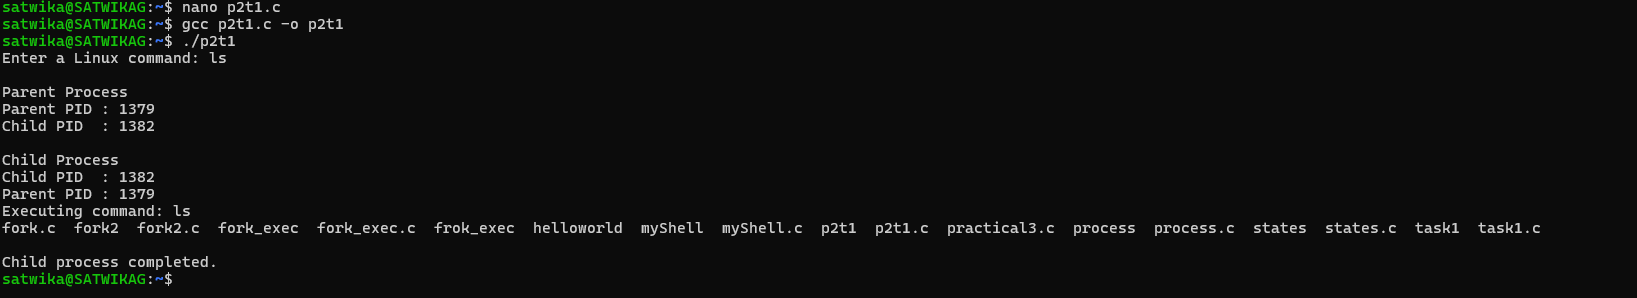 satwika@SATWIKAG:~$ nano p2t1.c
satwika@SATWIKAG:~$ gcc p2t1.c -o p2t1
satwika@SATWIKAG:~$ ./p2t1
Enter a Linux command: ls
Parent Process
Parent PID : 1379
Child PID  : 1382
Child Process
Child PID  : 1382
Parent PID : 1379
Executing command: ls
fork.c  fork2  fork2.c  fork_exec  fork_exec.c  frok_exec  helloworld  myShell  myShell.c  p2t1  p2t1.c  practical3.c  process  process.c  states  states.c  task1  task1.c
Child process completed.
satwika@SATWIKAG:~$